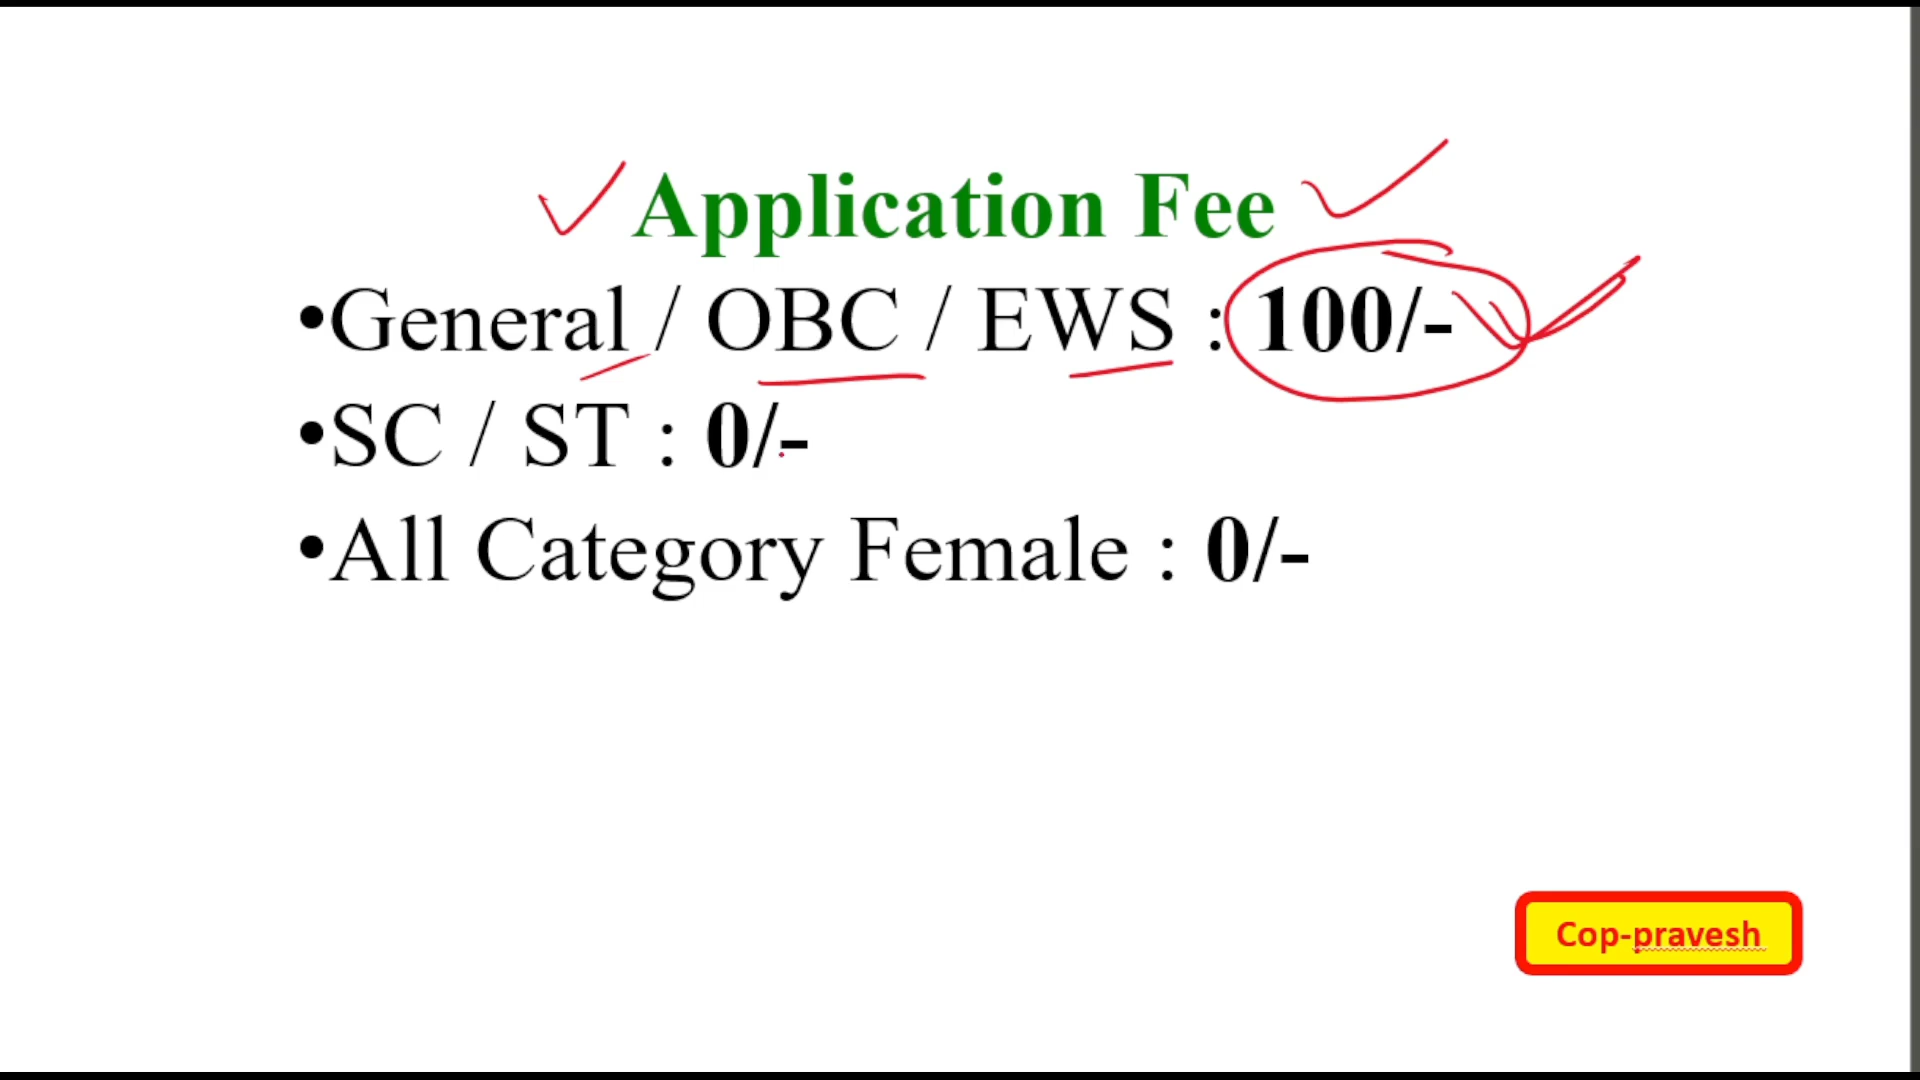 Application Fee
•General / OBC / EWS : 100/-
•SC / ST : 0/-
•All Category Female : 0/-
Cop-pravesh